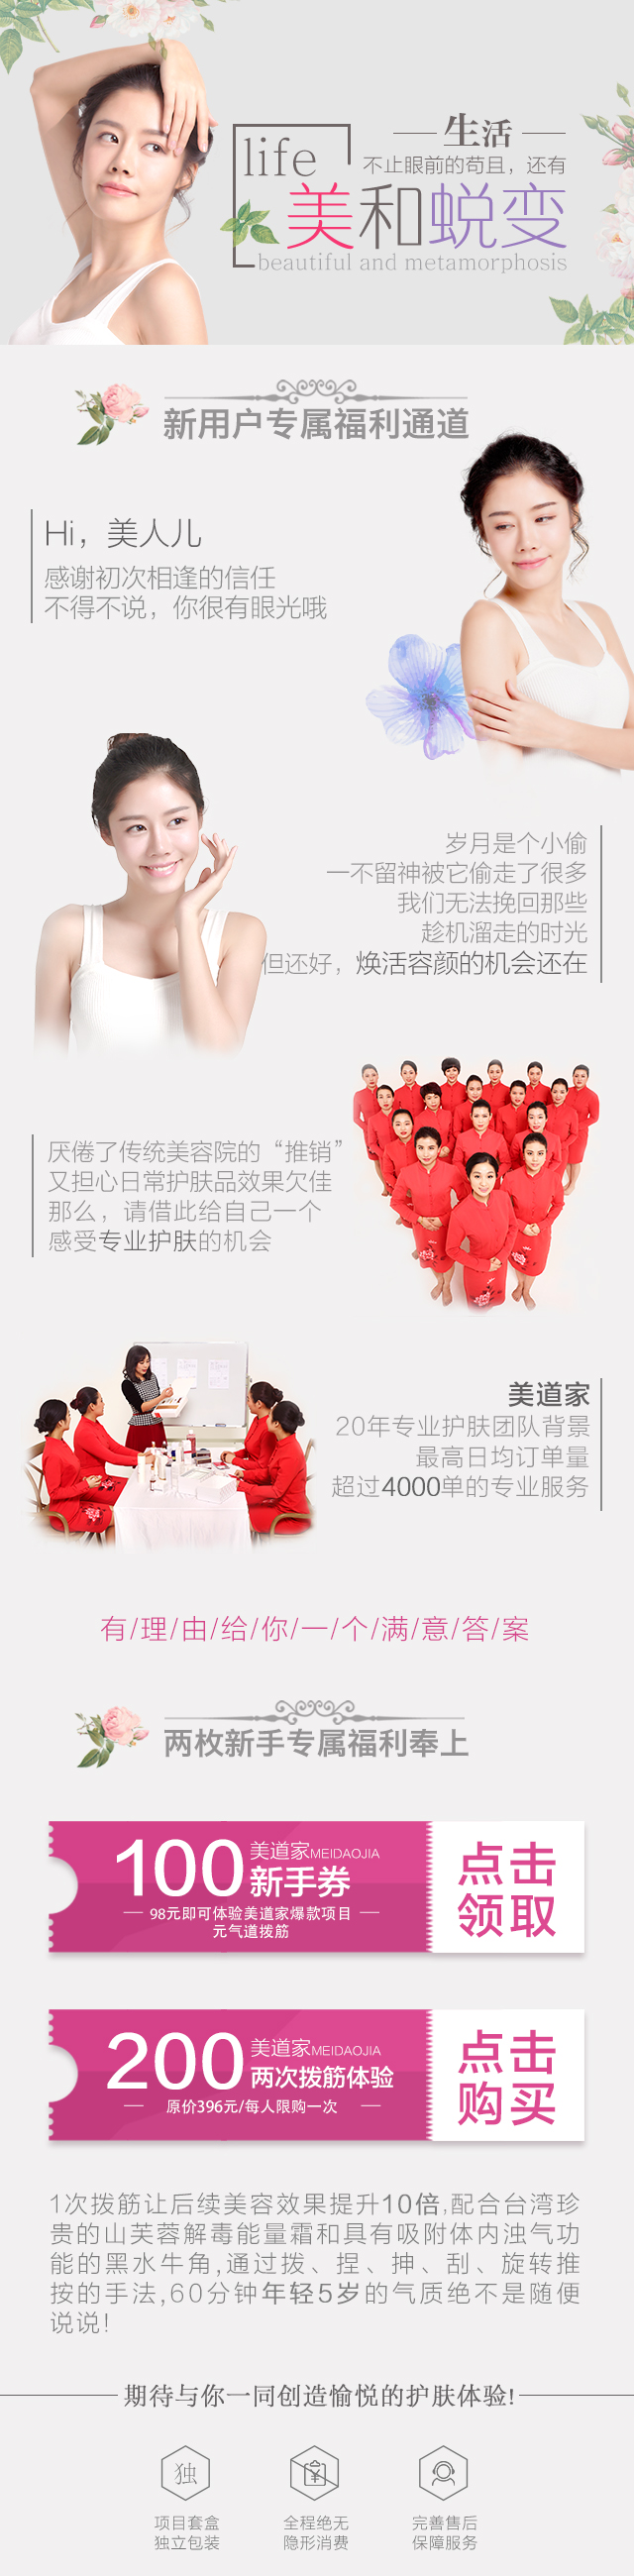 生活
life
不止眼前的苟且，还有
美和蜕变
beautiful and metamorphosis
新用户专属福利通道
Hi，美人儿
感谢初次相逢的信任
不得不说，你很有眼光哦
岁月是个小偷
一不留神被它偷走了很多
我们无法挽回那些
趁机溜走的时光
但还好，焕活容颜的机会还在
厌倦了传统美容院的“推销”
又担心日常护肤品效果欠佳
那么，请借此给自己一个
感受专业护肤的机会
美道家
20年专业护肤团队背景
最高日均订单量
超过4000单的专业服务
有/理/由/给/你/一/个/满/意/答/案
两枚新手专属福利奉上
100 美道家MEIDAOJIA
新手券
98元即可体验美道家爆款项目
元气道拨筋
点击
领取
200 美道家MEIDAOJIA
两次拨筋体验
原价396元/每人限购一次
点击
购买
1次拨筋让后续美容效果提升10倍,配合台湾珍
贵的山芙蓉解毒能量霜和具有吸附体内浊气功
能的黑水牛角,通过拨、捏、抻、刮、旋转推
按的手法,60分钟年轻5岁的气质绝不是随便
说说!
期待与你一同创造愉悦的护肤体验!
独
项目套盒
独立包装
全程绝无
隐形消费
完善售后
保障服务